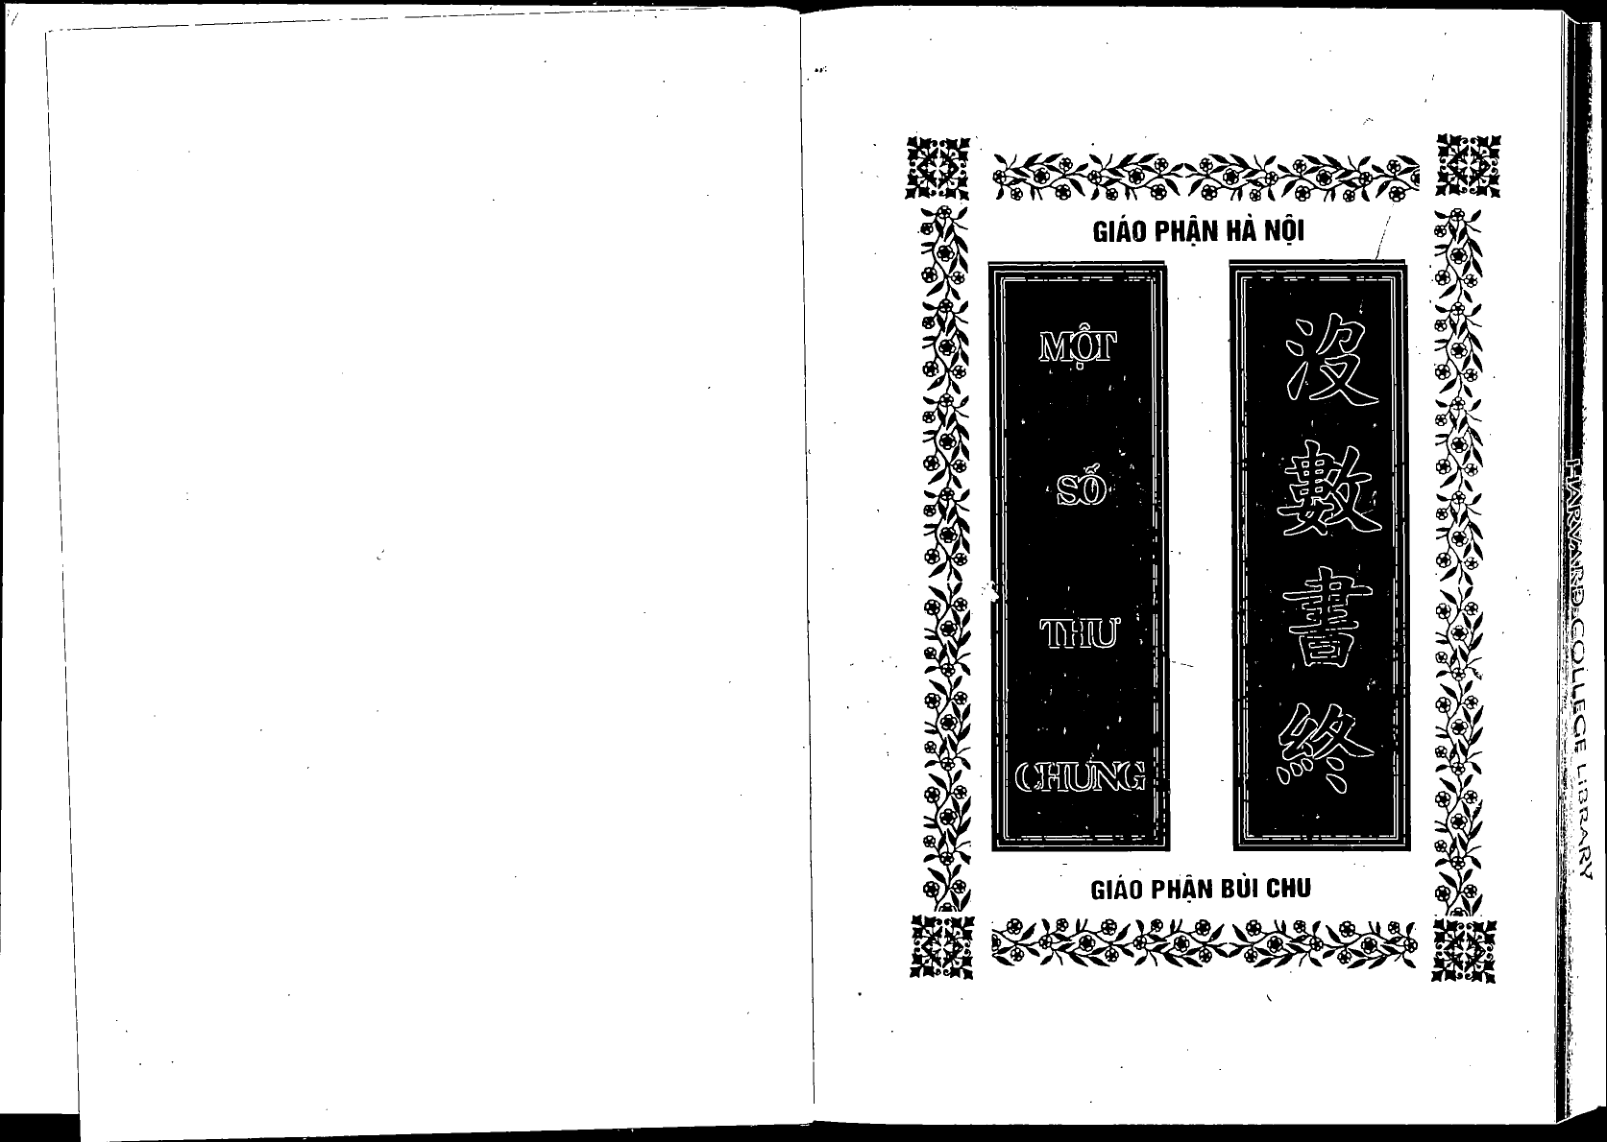 GIÁO PHẬN HÀ NỘI
MỘT
SỐ
THƯ
CHUNG
沒
數
書
終
GIÁO PHẬN BÙI CHU
HARVARD COLLEGE LIBRARY